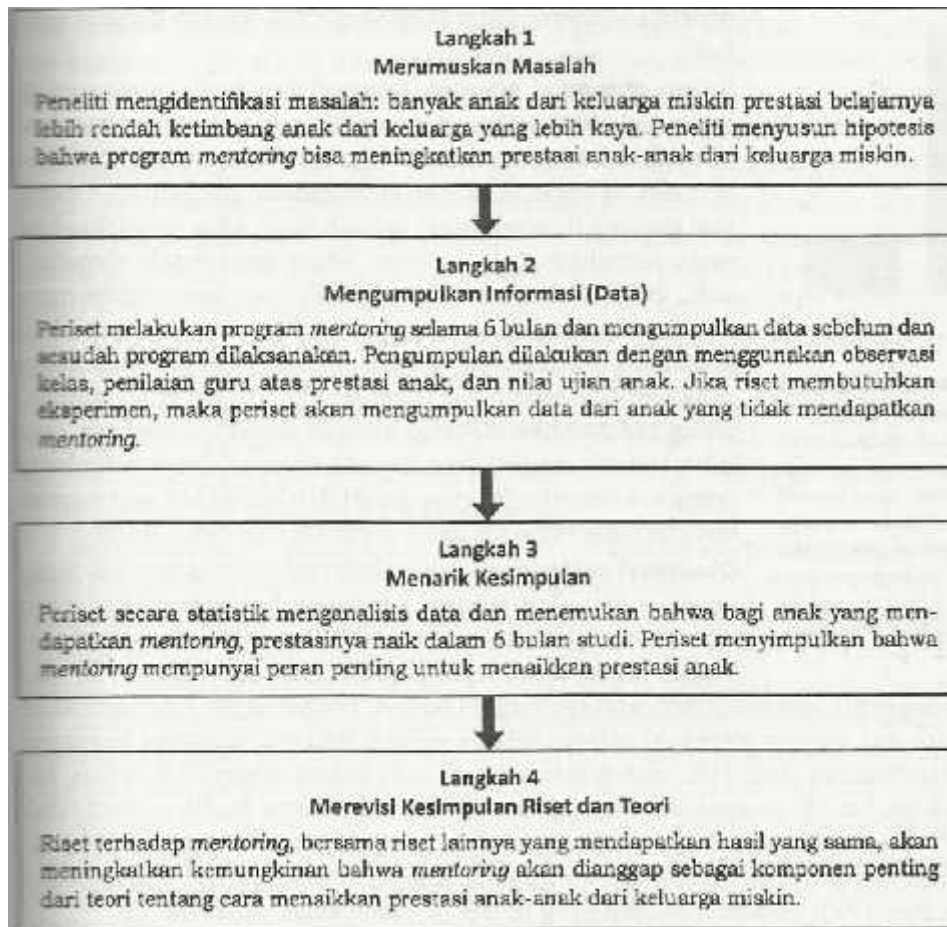 Langkah 1
Merumuskan Masalah
Peneliti mengidentifikasi masalah: banyak anak dari keluarga miskin prestasi belajarnya
lebih rendah ketimbang anak dari keluarga yang lebih kaya. Peneliti menyusun hipotesis
bahwa program mentoring bisa meningkatkan prestasi anak-anak dari keluarga miskin.
Langkah 2
Mengumpulkan Informasi (Data)
Periset melakukan program mentoring selama 6 bulan dan mengumpulkan data sebelum dan
sesudah program dilaksanakan. Pengumpulan dilakukan dengan menggunakan observasi
kelas, penilaian guru atas prestasi anak, dan nilai ujian anak. Jika riset membutuhkan
eksperimen, maka periset akan mengumpulkan data dari anak yang tidak mendapatkan
mentoring.
Langkah 3
Menarik Kesimpulan
Periset secara statistik menganalisis data dan menemukan bahwa bagi anak yang men-
dapatkan mentoring, prestasinya naik dalam 6 bulan studi. Periset menyimpulkan bahwa
mentoring mempunyai peran penting untuk menaikkan prestasi anak.
Langkah 4
Merevisi Kesimpulan Riset dan Teori
Riset terhadap mentoring, bersama riset lainnya yang mendapatkan hasil yang sama, akan
meningkatkan kemungkinan bahwa mentoring akan dianggap sebagai komponen penting
dari teori tentang cara menaikkan prestasi anak-anak dari keluarga miskin.